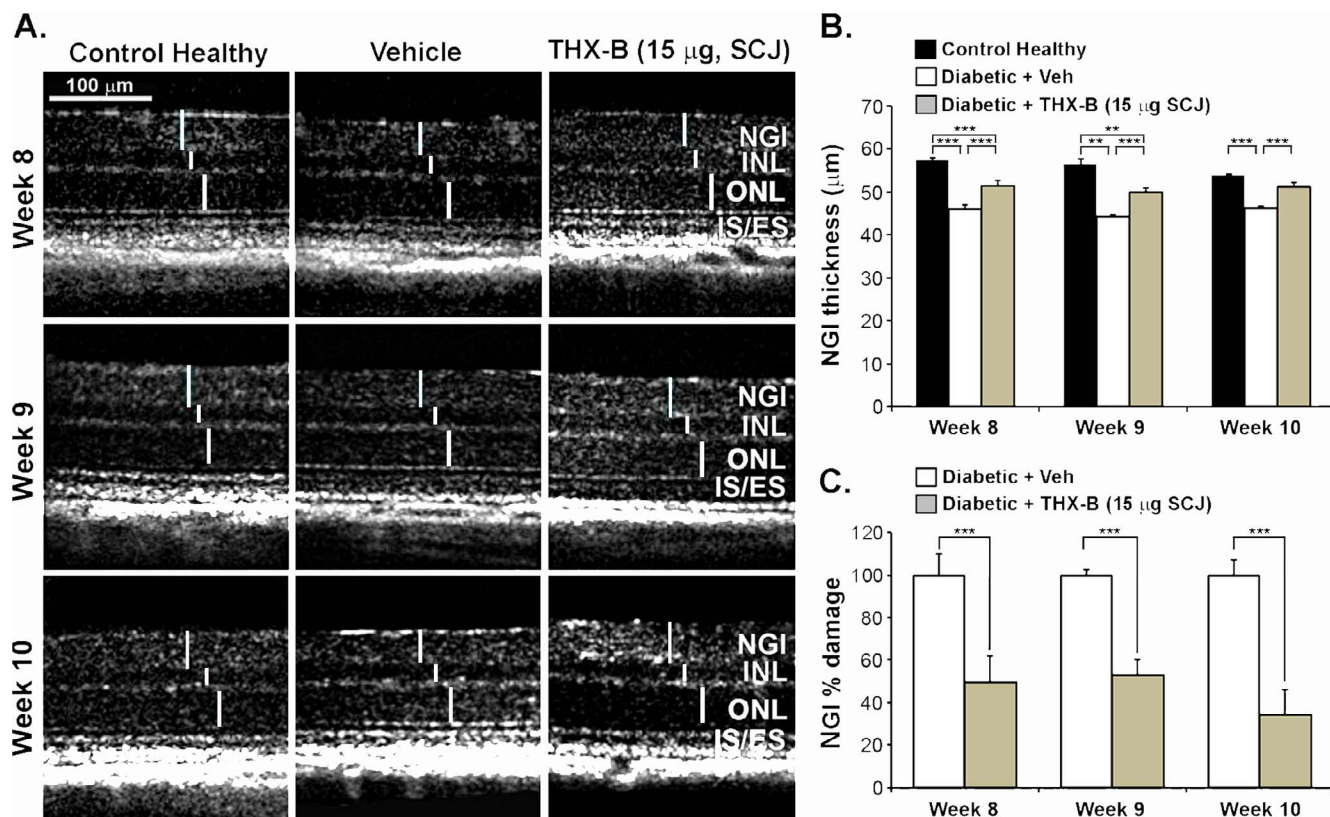 A.
Control Healthy
Vehicle
THX-B (15 μg, SCJ)
100 μm
Week 8
NGI
INL
ONL
IS/ES
Week 9
NGI
INL
ONL
IS/ES
Week 10
NGI
INL
ONL
IS/ES
B.
Control Healthy
Diabetic + Veh
Diabetic + THX-B (15 μg SCJ)
NGI thickness (μm)
70
60
50
40
30
20
10
0
***
*** ***
**
** ***
*** ***
Week 8 Week 9 Week 10
C.
Diabetic + Veh
Diabetic + THX-B (15 μg SCJ)
NGI % damage
120
100
80
60
40
20
0
*** *** ***
Week 8 Week 9 Week 10